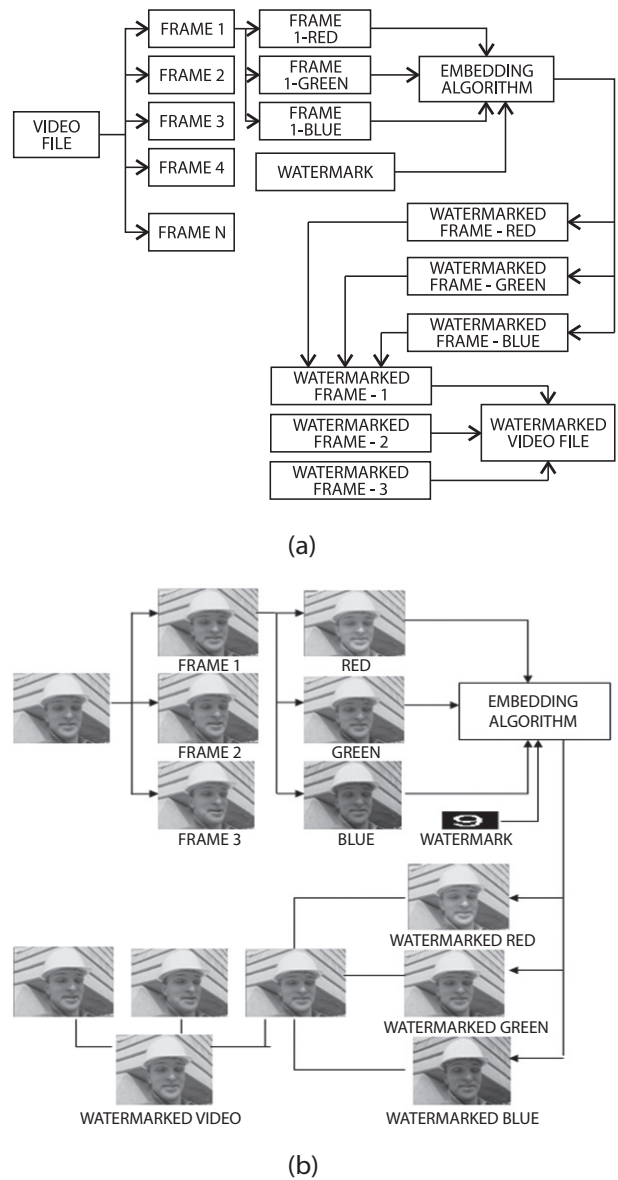 FRAME 1
FRAME
1-RED
FRAME 2
FRAME
1-GREEN
EMBEDDING
ALGORITHM
VIDEO
FILE
FRAME 3
FRAME
1-BLUE
FRAME 4
WATERMARK
FRAME N
WATERMARKED
FRAME - RED
WATERMARKED
FRAME - GREEN
WATERMARKED
FRAME - BLUE
WATERMARKED
FRAME - 1
WATERMARKED
FRAME - 2
WATERMARKED
VIDEO FILE
WATERMARKED
FRAME - 3
(a)
FRAME 1
RED
EMBEDDING
ALGORITHM
FRAME 2
GREEN
9
FRAME 3
BLUE
WATERMARK
WATERMARKED RED
WATERMARKED GREEN
WATERMARKED VIDEO
WATERMARKED BLUE
(b)